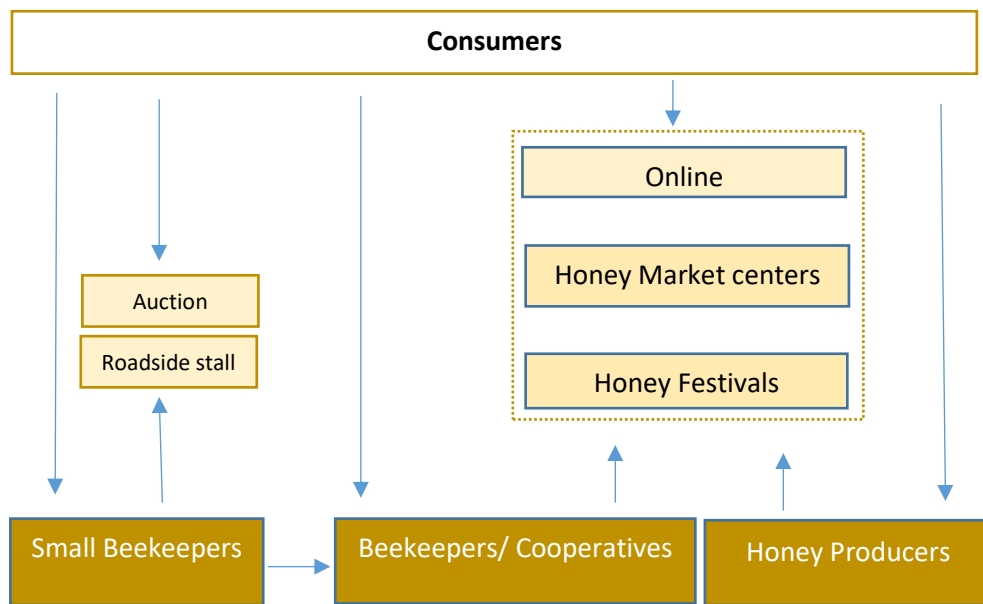 Consumers
Online
Honey Market centers
Auction
Roadside stall
Honey Festivals
Small Beekeepers
Beekeepers/ Cooperatives
Honey Producers